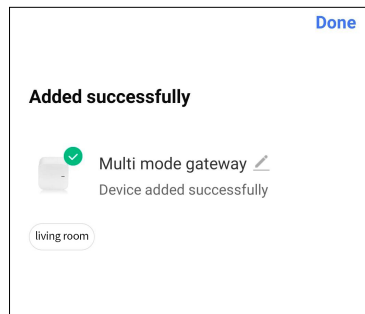 Done
Added successfully
Multi mode gateway
Device added successfully
living room